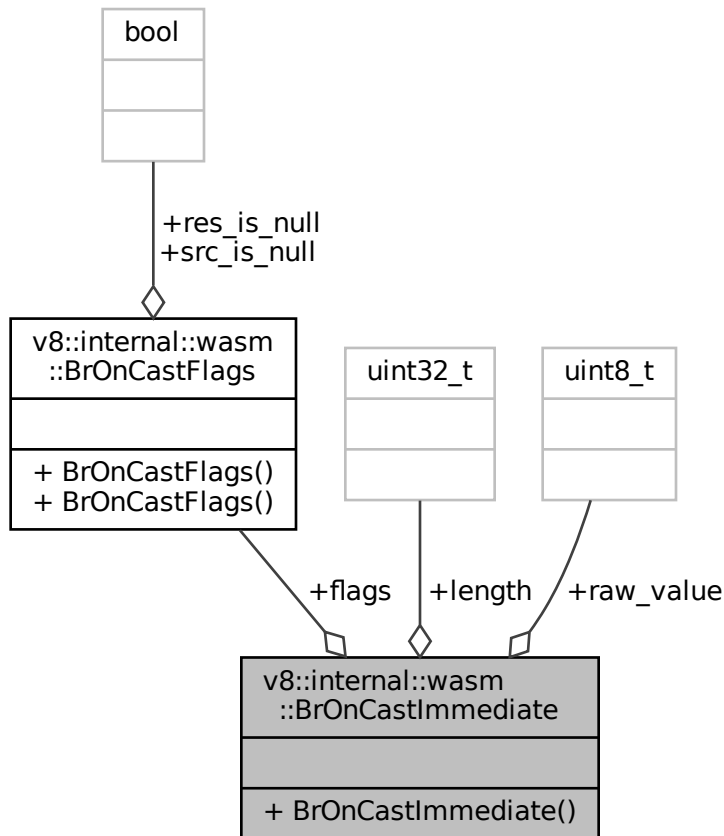 bool
+res_is_null
+src_is_null
v8::internal::wasm
::BrOnCastFlags
+ BrOnCastFlags()
+ BrOnCastFlags()
uint32_t
uint8_t
+flags
+length
+raw_value
v8::internal::wasm
::BrOnCastImmediate
+ BrOnCastImmediate()